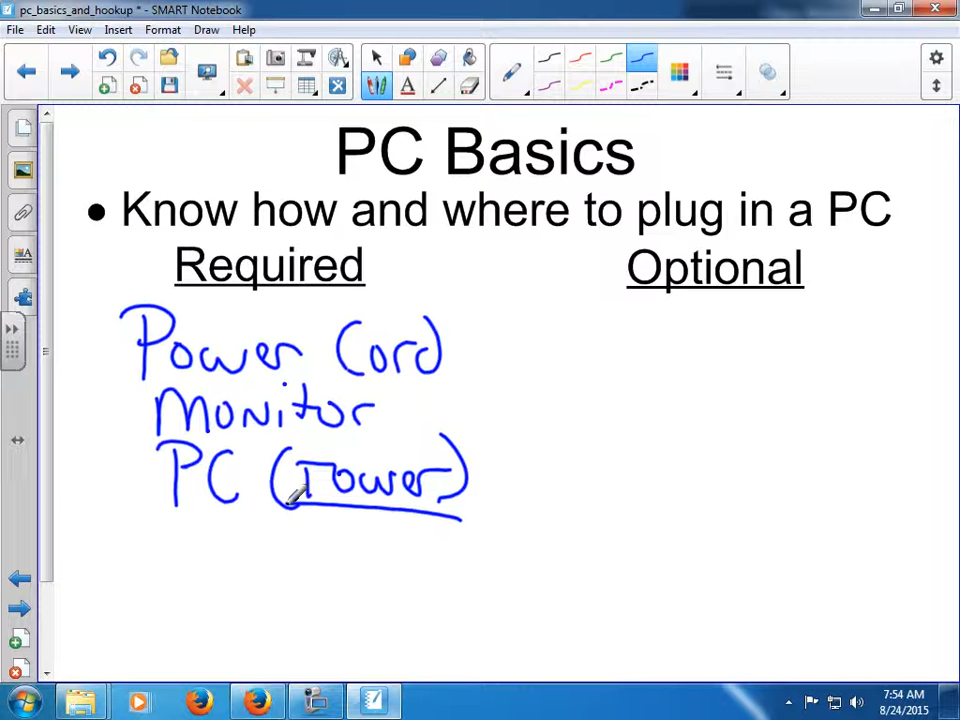 pc_basics_and_hookup * - SMART Notebook
File Edit View Insert Format Draw Help
PC Basics
• Know how and where to plug in a PC
Required Optional
Power Cord
Monitor
PC (Tower)
7:54 AM
8/24/2015